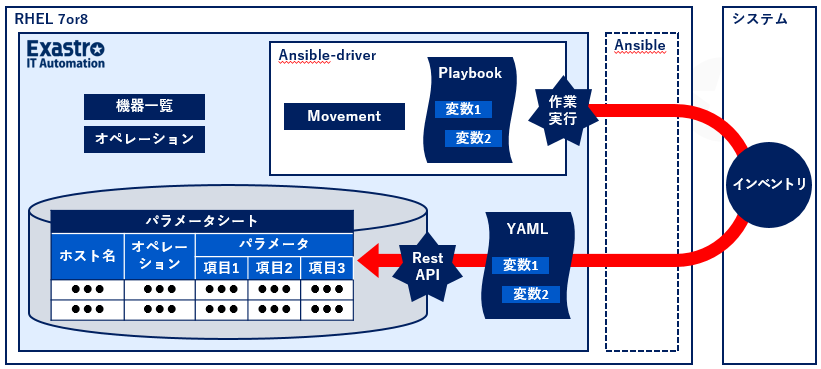 RHEL 7or8
システム
Exastro
IT Automation
Ansible-driver
Ansible
Playbook
変数1
変数2
作業
実行
機器一覧
オペレーション
Movement
インベントリ
パラメータシート
ホスト名
オペレー
ション
パラメータ
項目1
項目2
項目3
●●● ●●● ●●● ●●● ●●●
●●● ●●● ●●● ●●● ●●●
Rest
API
YAML
変数1
変数2